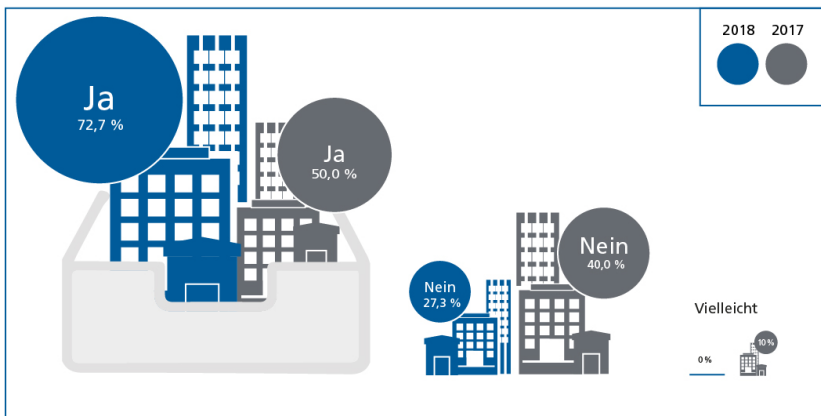 2018 2017
Ja
72,7 %
Ja
50,0 %
Nein
27,3 %
Nein
40,0 %
Vielleicht
0 %
10 %